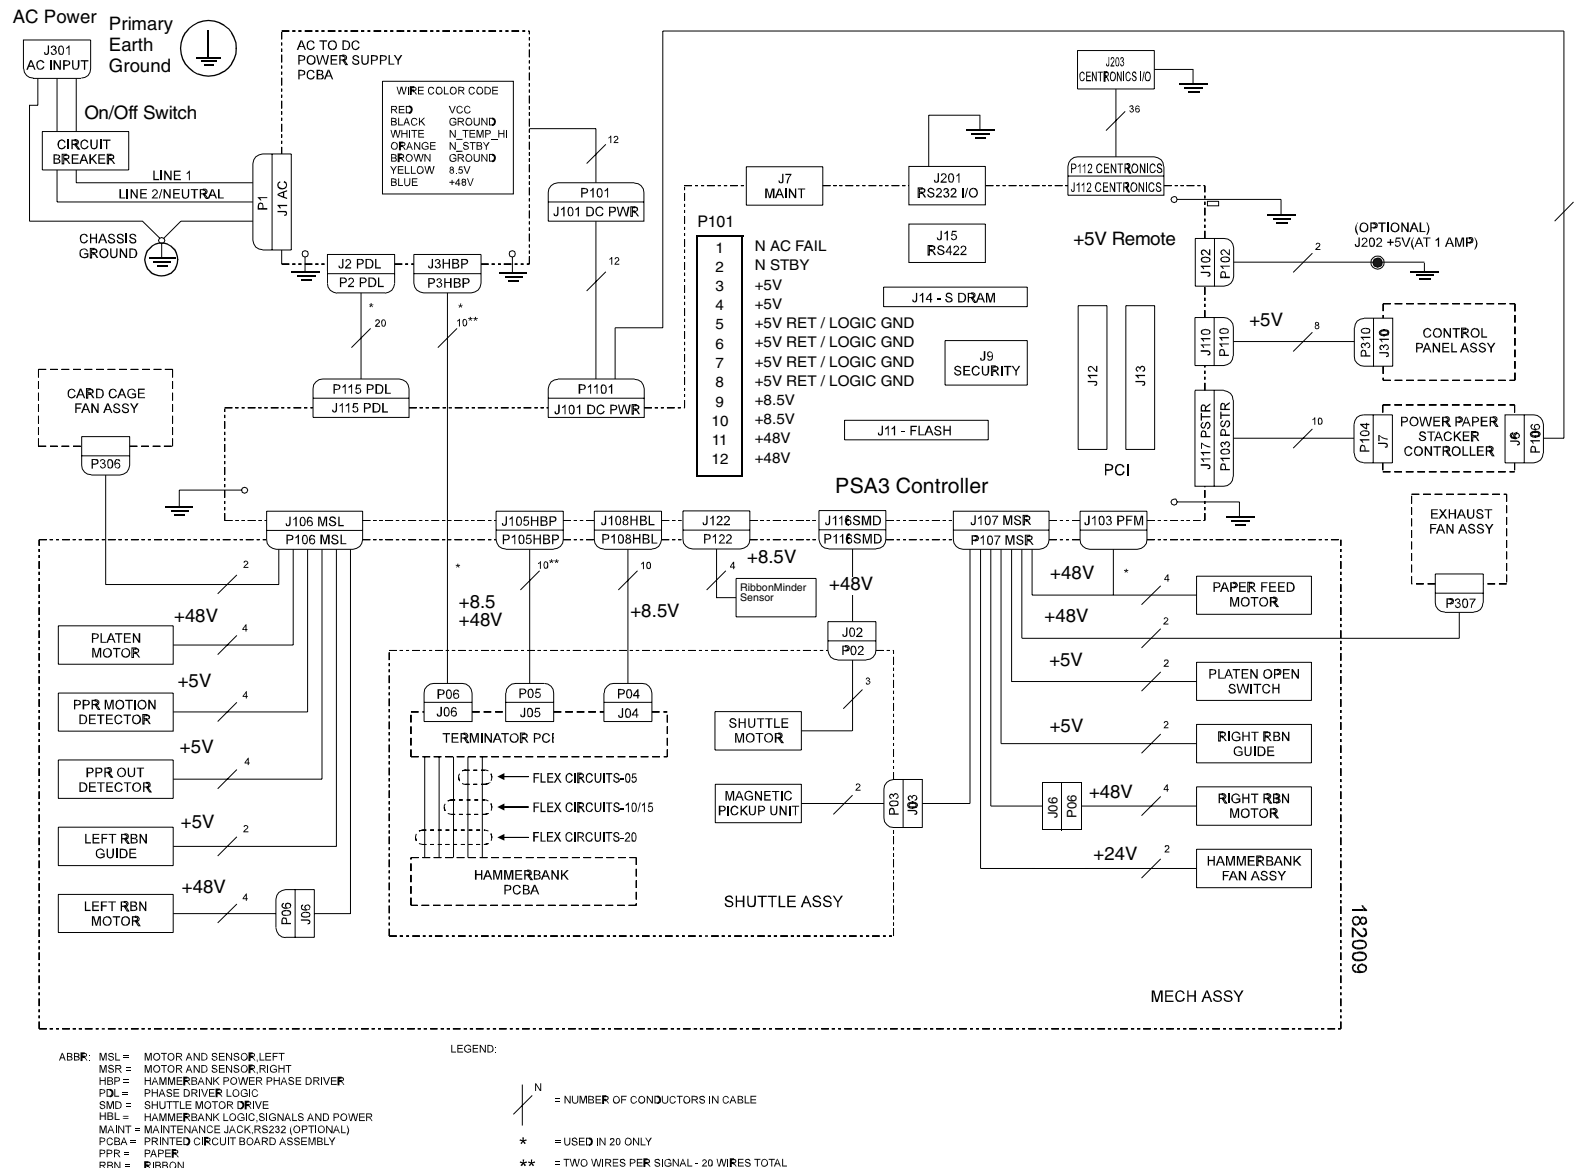 AC Power
Primary
Earth
Ground
J301
AC INPUT
On/Off Switch
CIRCUIT
BREAKER
LINE 1
LINE 2/NEUTRAL
CHASSIS
GROUND
P1
J1 AC
AC TO DC
POWER SUPPLY
PCBA
WIRE COLOR CODE
RED VCC
BLACK GROUND
WHITE N_TEMP_HI
ORANGE N_STBY
BROWN GROUND
YELLOW 8.5V
BLUE +48V
J2 PDL
P2 PDL
J3HBP
P3HBP
*
20
*
10**
12
P101
J101 DC PWR
12
P1101
J101 DC PWR
P115 PDL
J115 PDL
CARD CAGE
FAN ASSY
P306
J7
MAINT
J201
RS232 I/O
J15
RS422
J203
CENTRONICS I/O
36
P112 CENTRONICS
J112 CENTRONICS
P101
1 N AC FAIL
2 N STBY
3 +5V
4 +5V
5 +5V RET / LOGIC GND
6 +5V RET / LOGIC GND
7 +5V RET / LOGIC GND
8 +5V RET / LOGIC GND
9 +8.5V
10 +8.5V
11 +48V
12 +48V
J14 - S DRAM
J9
SECURITY
J11 - FLASH
J12
J13
PCI
PSA3 Controller
+5V Remote
J102
P102
2
(OPTIONAL)
J202 +5V(AT 1 AMP)
J110
P110
+5V
8
P310
J310
CONTROL
PANEL ASSY
J117 PSTR
P103 PSTR
10
P104
J7
POWER PAPER
STACKER
CONTROLLER
J6
P106
EXHAUST
FAN ASSY
P307
J106 MSL
P106 MSL
J105HBP
P105HBP
J108HBL
P108HBL
J122
P122
J116SMD
P116SMD
J107 MSR
P107 MSR
J103 PFM
2
+48V
4
PLATEN
MOTOR
+5V
4
PPR MOTION
DETECTOR
+5V
4
PPR OUT
DETECTOR
+5V
2
LEFT RBN
GUIDE
+48V
4
LEFT RBN
MOTOR
P06
J06
*
+8.5
+48V
10**
10
+8.5V
4
+8.5V
RibbonMinder
Sensor
+48V
J02
P02
3
P06
J06
P05
J05
P04
J04
TERMINATOR PCI
FLEX CIRCUITS-05
FLEX CIRCUITS-10/15
FLEX CIRCUITS-20
HAMMERBANK
PCBA
SHUTTLE
MOTOR
MAGNETIC
PICKUP UNIT
2
P03
J03
SHUTTLE ASSY
+48V
*
4
PAPER FEED
MOTOR
+48V
2
+5V
2
PLATEN OPEN
SWITCH
+5V
2
RIGHT RBN
GUIDE
J06
P06
+48V
4
RIGHT RBN
MOTOR
+24V
2
HAMMERBANK
FAN ASSY
182009
MECH ASSY
ABBR: MSL = MOTOR AND SENSOR,LEFT
MSR = MOTOR AND SENSOR,RIGHT
HBP = HAMMERBANK POWER PHASE DRIVER
PDL = PHASE DRIVER LOGIC
SMD = SHUTTLE MOTOR DRIVE
HBL = HAMMERBANK LOGIC,SIGNALS AND POWER
MAINT = MAINTENANCE JACK,RS232 (OPTIONAL)
PCBA = PRINTED CIRCUIT BOARD ASSEMBLY
PPR = PAPER
RBN = RIBBON
LEGEND:
N = NUMBER OF CONDUCTORS IN CABLE
* = USED IN 20 ONLY
** = TWO WIRES PER SIGNAL - 20 WIRES TOTAL